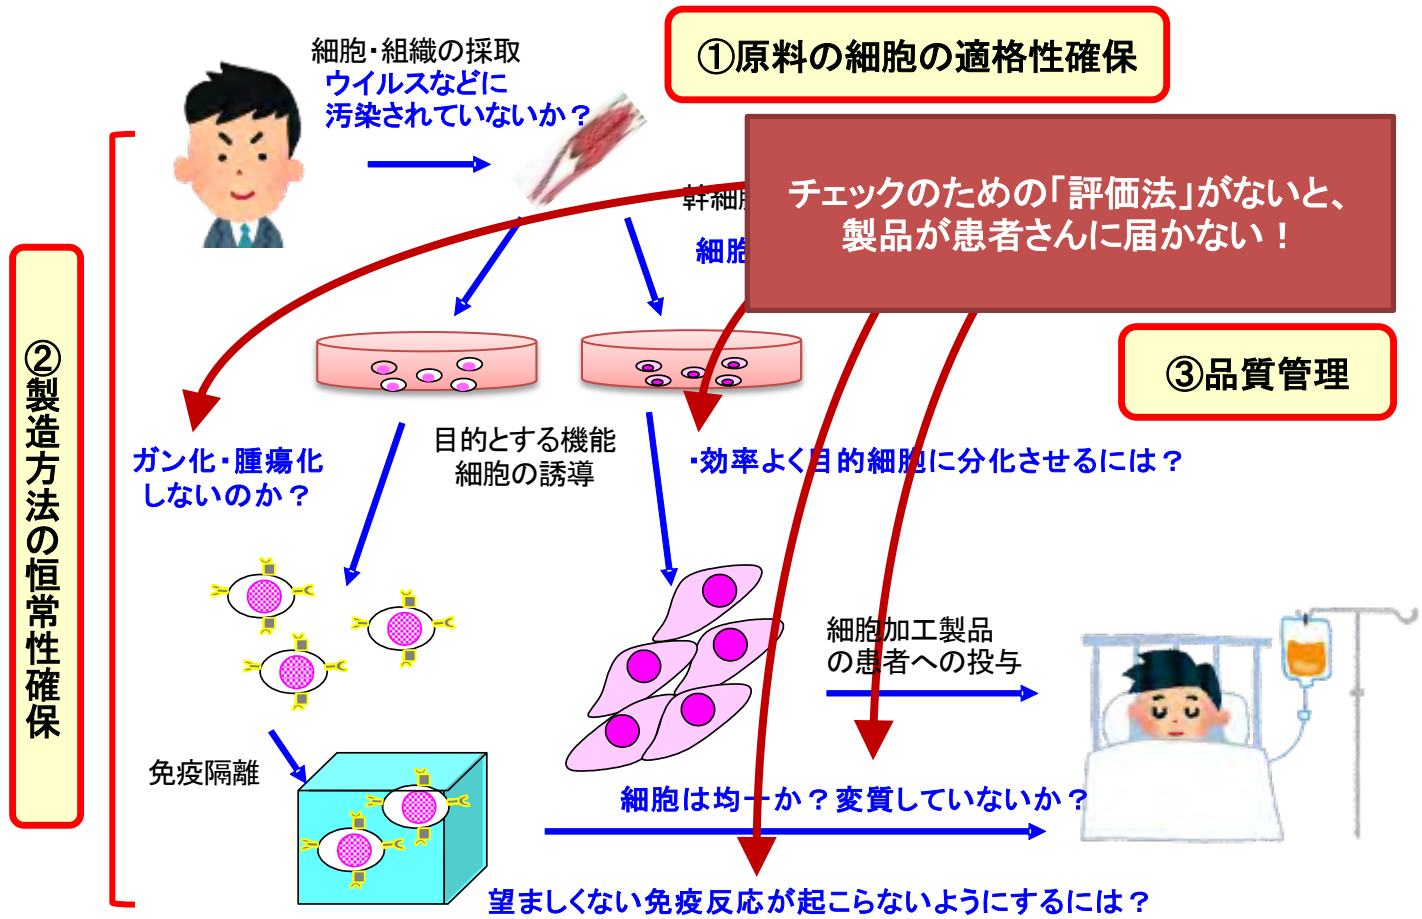 ①原料の細胞の適格性確保
細胞・組織の採取
ウイルスなどに
汚染されていないか？
チェックのための「評価法」がないと、
製品が患者さんに届かない！
幹細
細胞
②製造方法の恒常性確保
③品質管理
目的とする機能
細胞の誘導
ガン化・腫瘍化
しないのか？
・効率よく目的細胞に分化させるには？
細胞加工製品
の患者への投与
免疫隔離
細胞は均一か？変質していないか？
望ましくない免疫反応が起こらないようにするには？